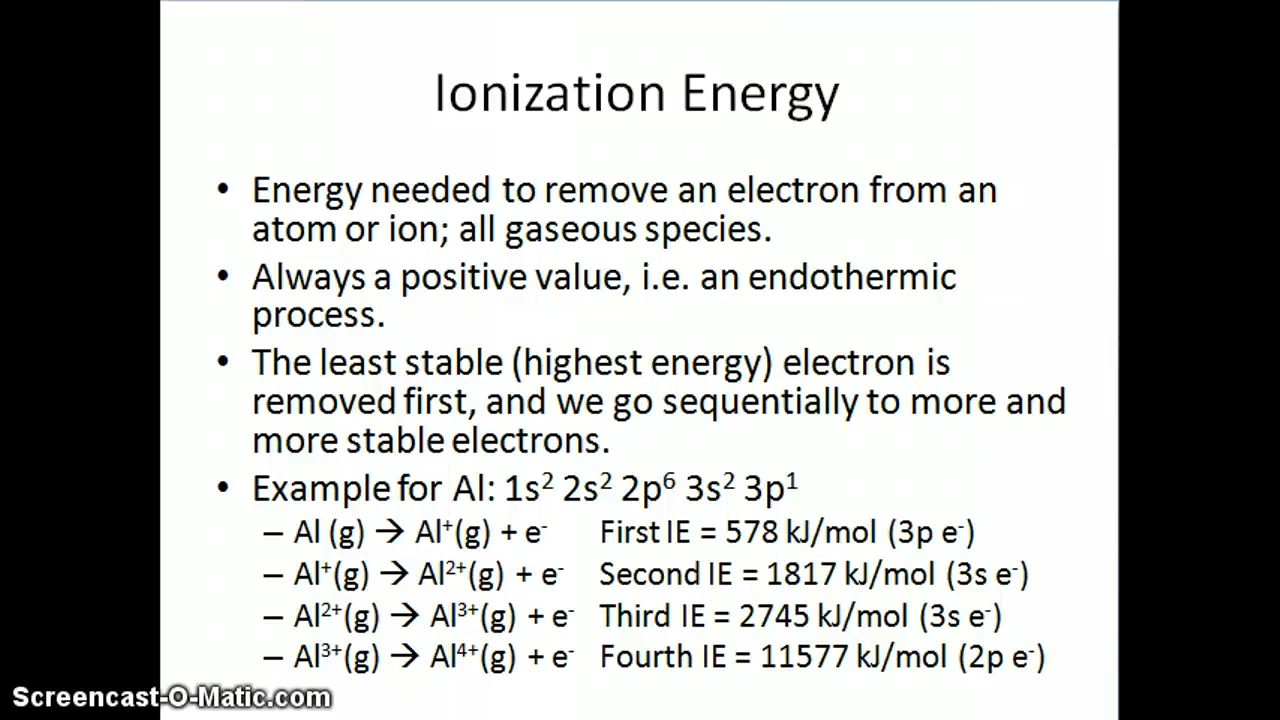 Ionization Energy
• Energy needed to remove an electron from an
atom or ion; all gaseous species.
• Always a positive value, i.e. an endothermic
process.
• The least stable (highest energy) electron is
removed first, and we go sequentially to more and
more stable electrons.
• Example for Al: 1s² 2s² 2p⁶ 3s² 3p¹
– Al (g) → Al⁺(g) + e⁻ First IE = 578 kJ/mol (3p e⁻)
– Al⁺(g) → Al²⁺(g) + e⁻ Second IE = 1817 kJ/mol (3s e⁻)
– Al²⁺(g) → Al³⁺(g) + e⁻ Third IE = 2745 kJ/mol (3s e⁻)
– Al³⁺(g) → Al⁴⁺(g) + e⁻ Fourth IE = 11577 kJ/mol (2p e⁻)
Screencast-O-Matic.com